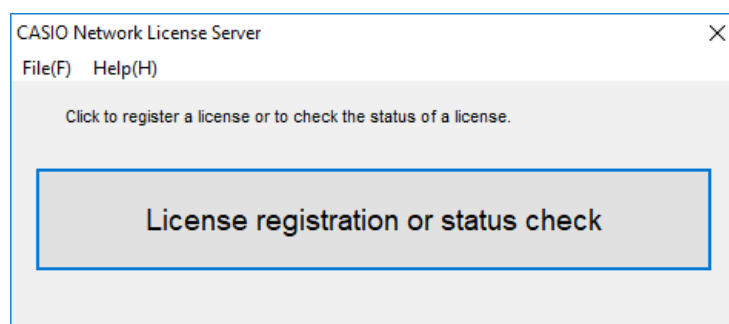 CASIO Network License Server
File(F) Help(H)
Click to register a license or to check the status of a license.
License registration or status check